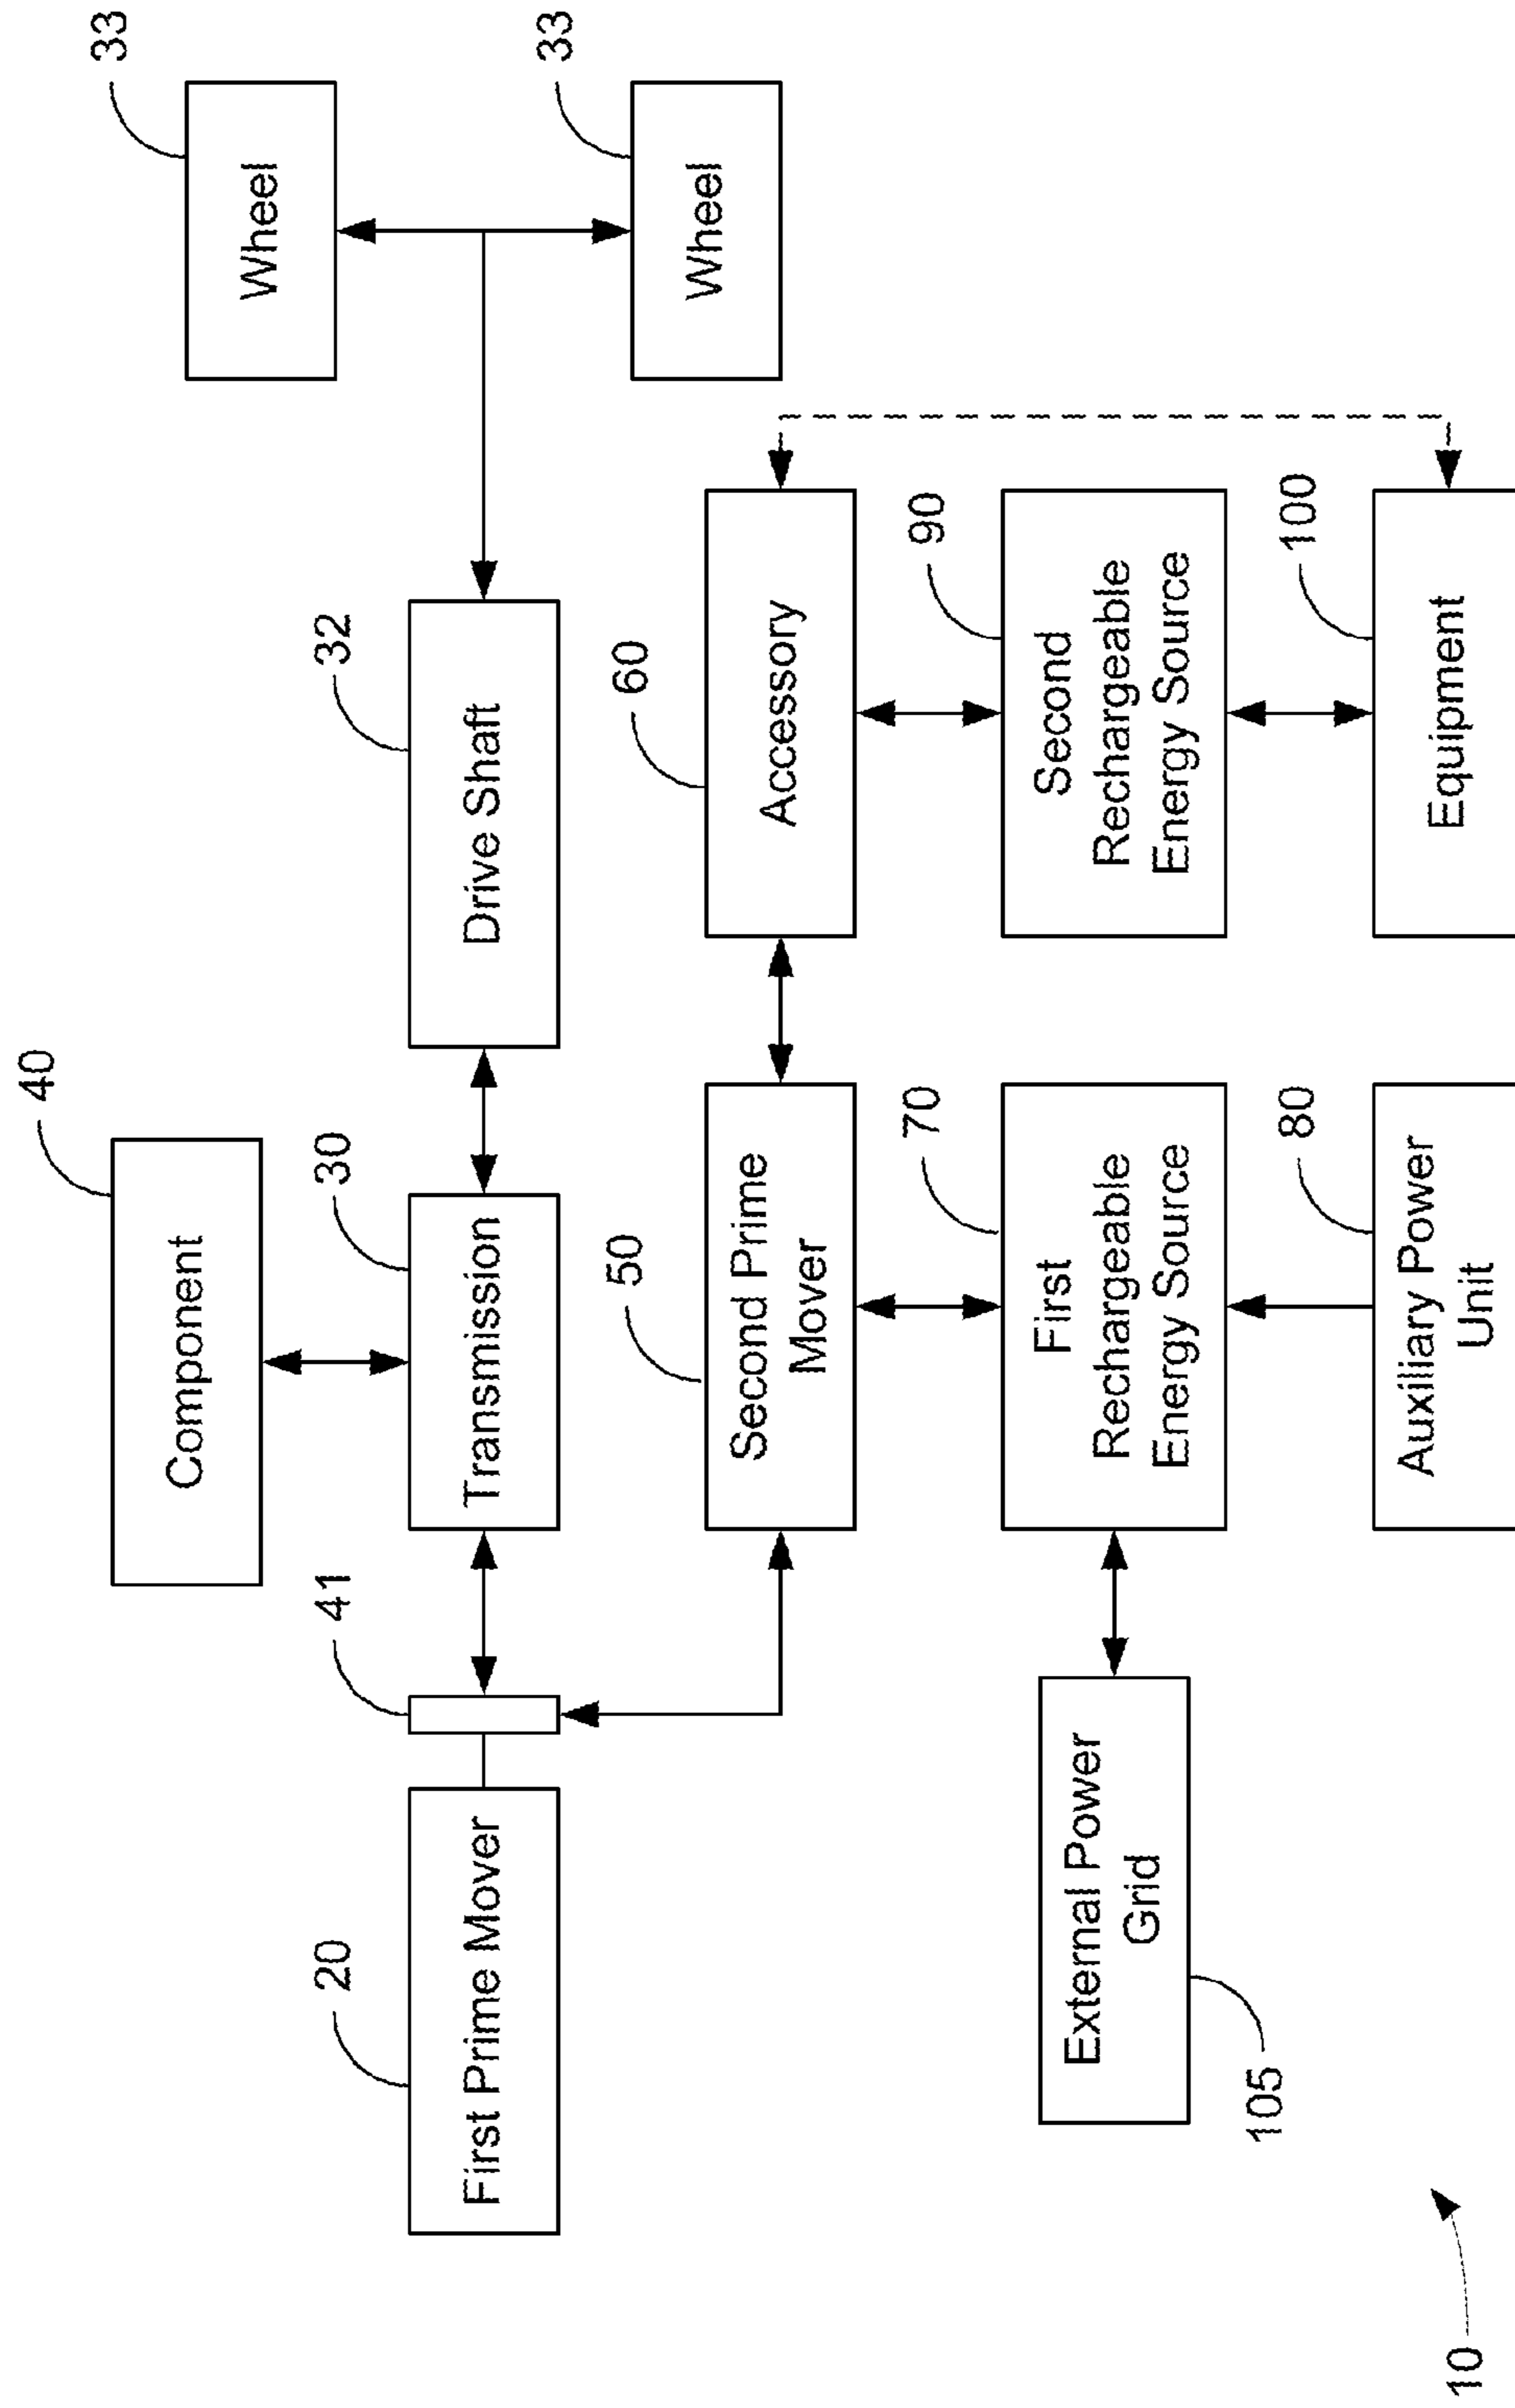 40
Component
33
Wheel
20
First Prime Mover
41
30
Transmission
32
Drive Shaft
33
Wheel
50
Second Prime
Mover
60
Accessory
105
External Power
Grid
70
First
Rechargeable
Energy Source
90
Second
Rechargeable
Energy Source
10
80
Auxiliary Power
Unit
100
Equipment